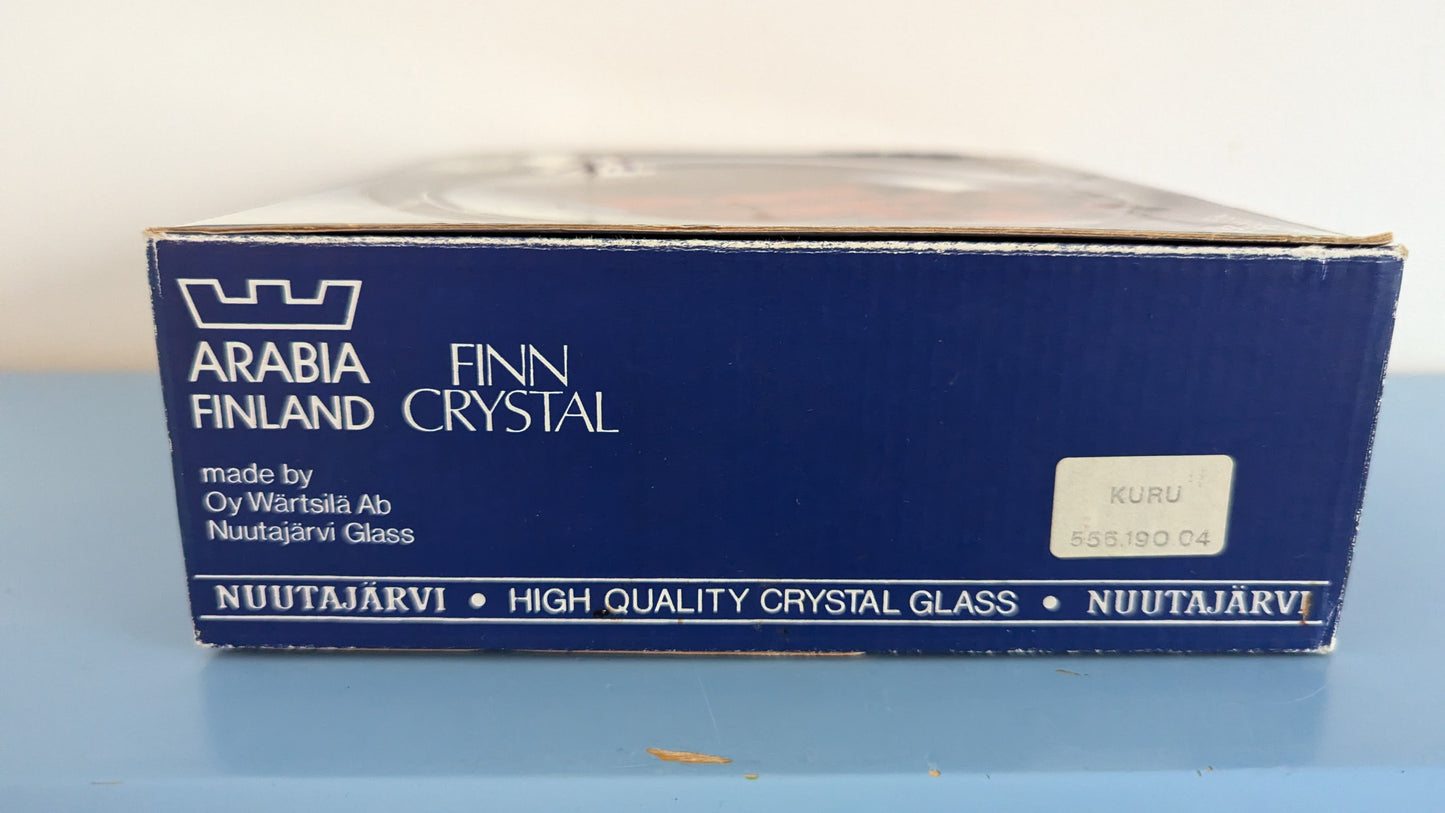 ARABIA
FINLAND
FINN
CRYSTAL
made by
Oy Wärtsilä Ab
Nuutajärvi Glass
KURU
556.190 04
NUUTAJÄRVI • HIGH QUALITY CRYSTAL GLASS • NUUTAJÄRVI